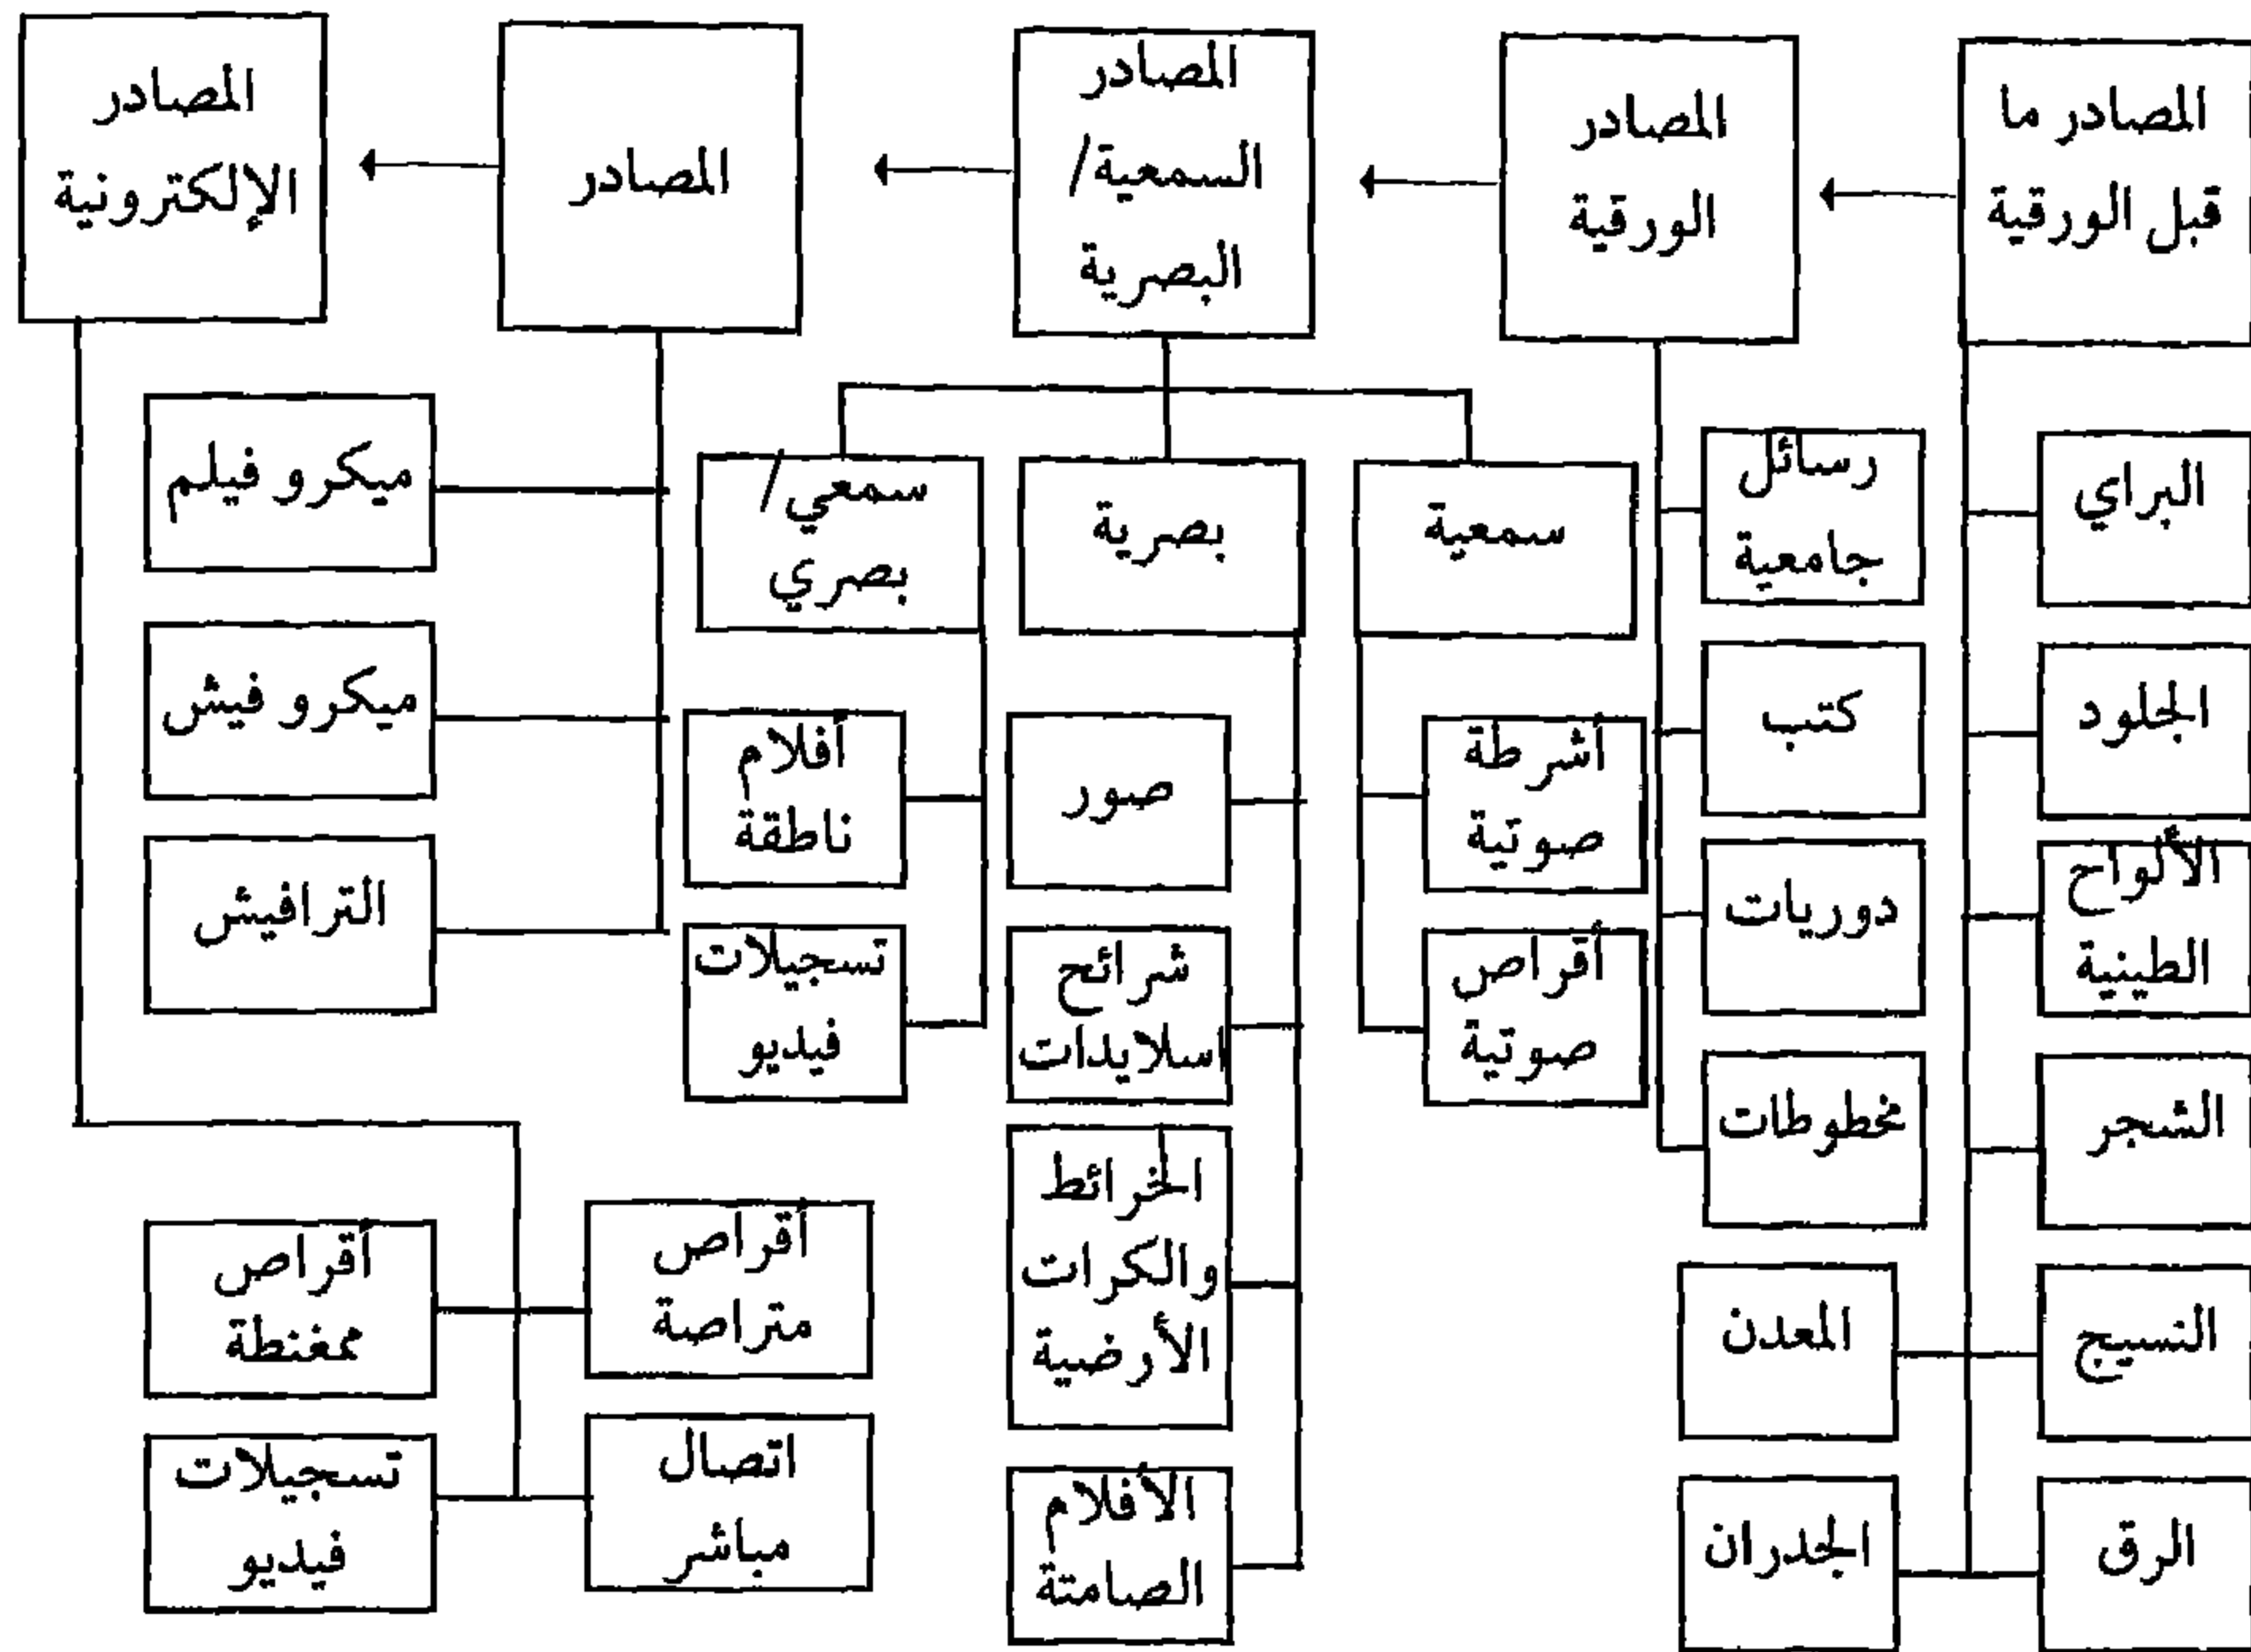 المصادر ما
قبل الورقية
المصادر
الورقية
المصادر
السمعية/
البصرية
المصادر
المصادر
الإلكترونية
البراي
الجلود
الألواح
الطينية
الشجر
النسيج
المعدن
الرق
الجدران
رسائل
جامعية
كتب
دوريات
مخطوطات
سمعية
أشرطة
صوتية
أقراص
صوتية
بصرية
صور
شرائح
اسلايدات
الخرائط
والكرات
الأرضية
الأفلام
الصامتة
سمعي/
بصري
أفلام
ناطقة
تسجيلات
فيديو
ميكرو فيلم
ميكرو فيش
الترافيش
أقراص
متراصة
أقراص
ممغنطة
اتصال
مباشر
تسجيلات
فيديو